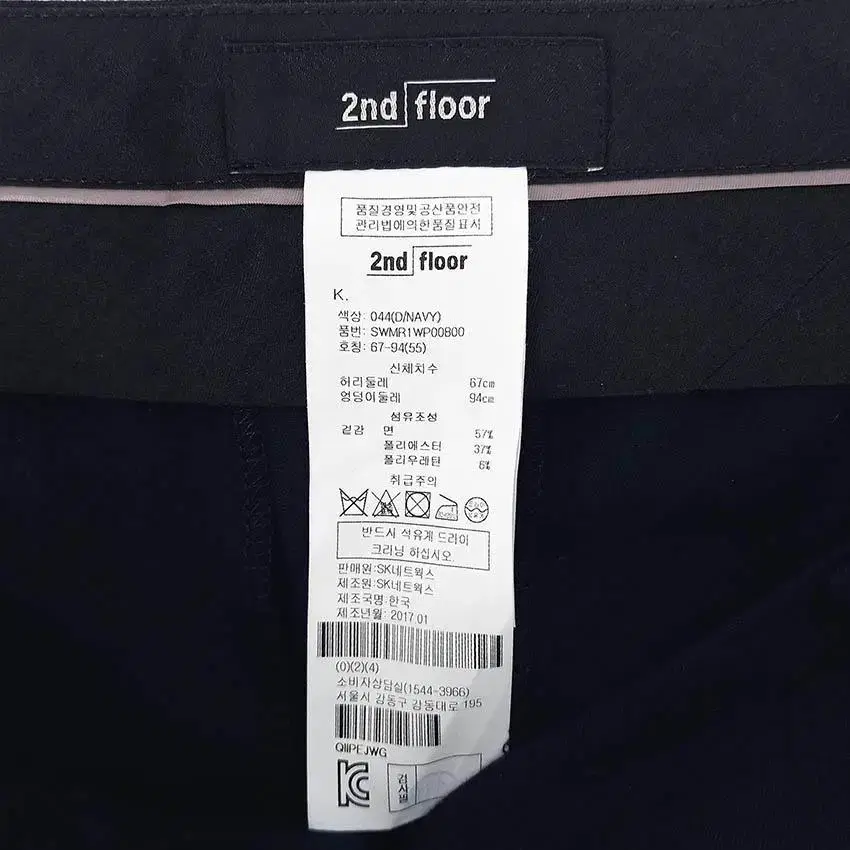 2nd floor
품질경영및공산품안전
관리법에의한품질표시
2nd floor
K.
색상: 044(D/NAVY)
품번: SWMR1WP00800
호칭: 67-94(55)
신체치수
허리둘레 67cm
엉덩이둘레 94cm
섬유조성
겉감 면 57%
폴리에스터 37%
폴리우레탄 6%
취급주의
반드시 석유계 드라이
크리닝 하십시오.
판매원:SK네트웍스
제조원:SK네트웍스
제조국명:한국
제조년월: 2017.01
(0)(2)(4)
소비자상담실(1544-3966)
서울시 강동구 강동대로 195
QIIPEJWG
검사필